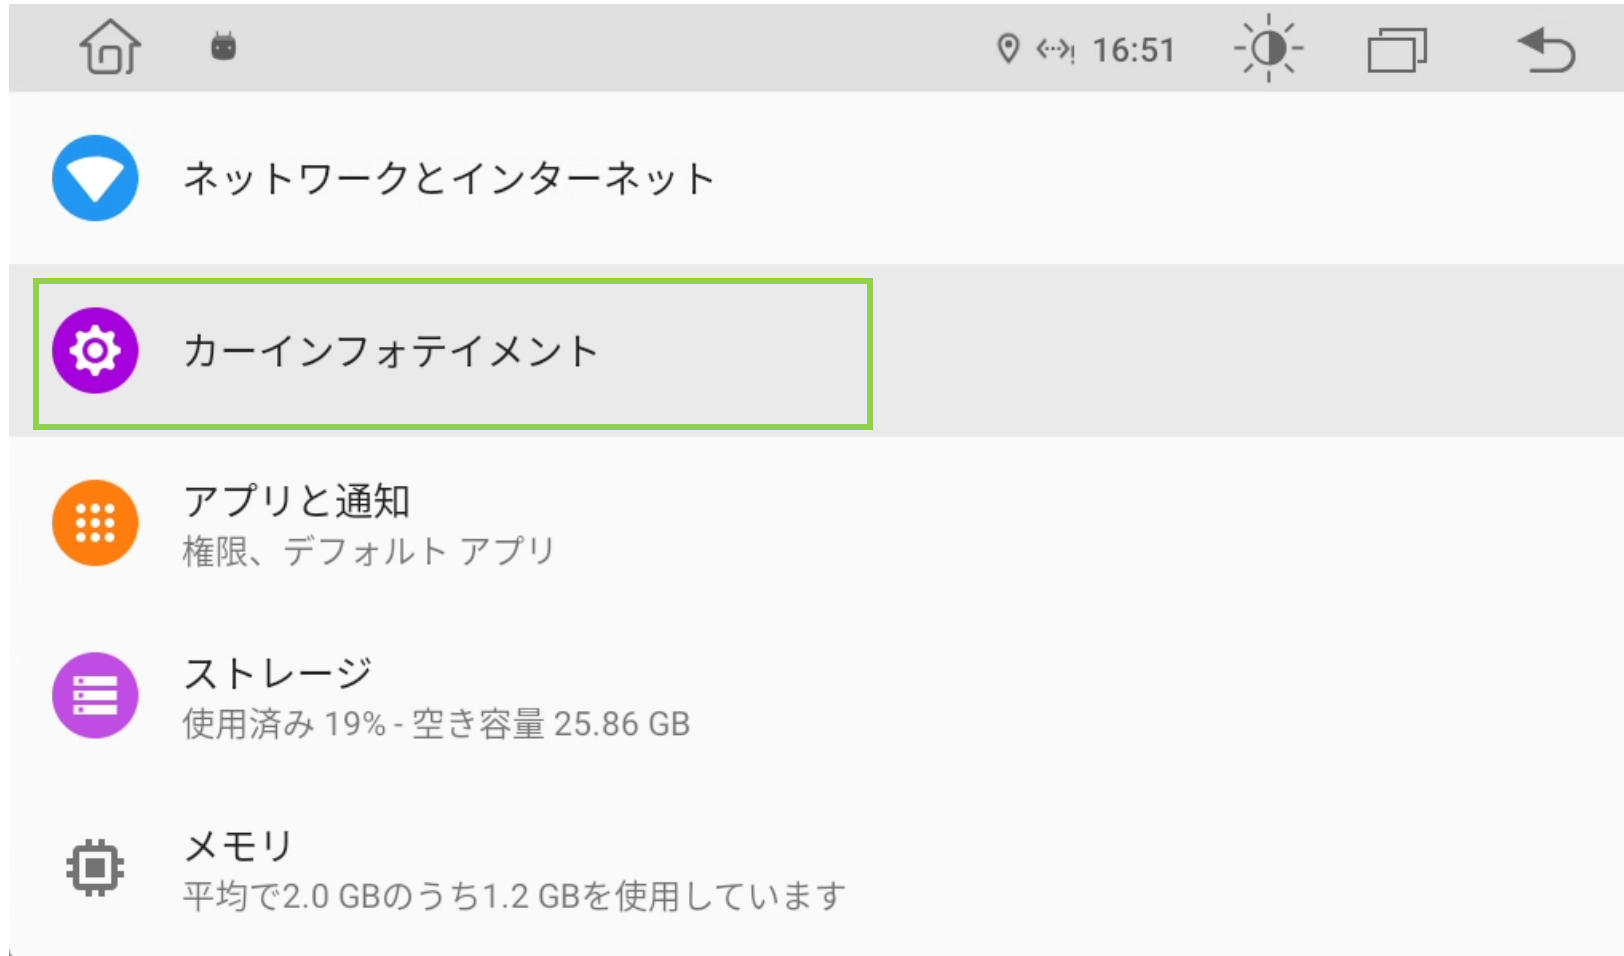 16:51
ネットワークとインターネット
カーインフォテイメント
アプリと通知
権限、デフォルト アプリ
ストレージ
使用済み 19% - 空き容量 25.86 GB
メモリ
平均で2.0 GBのうち1.2 GBを使用しています